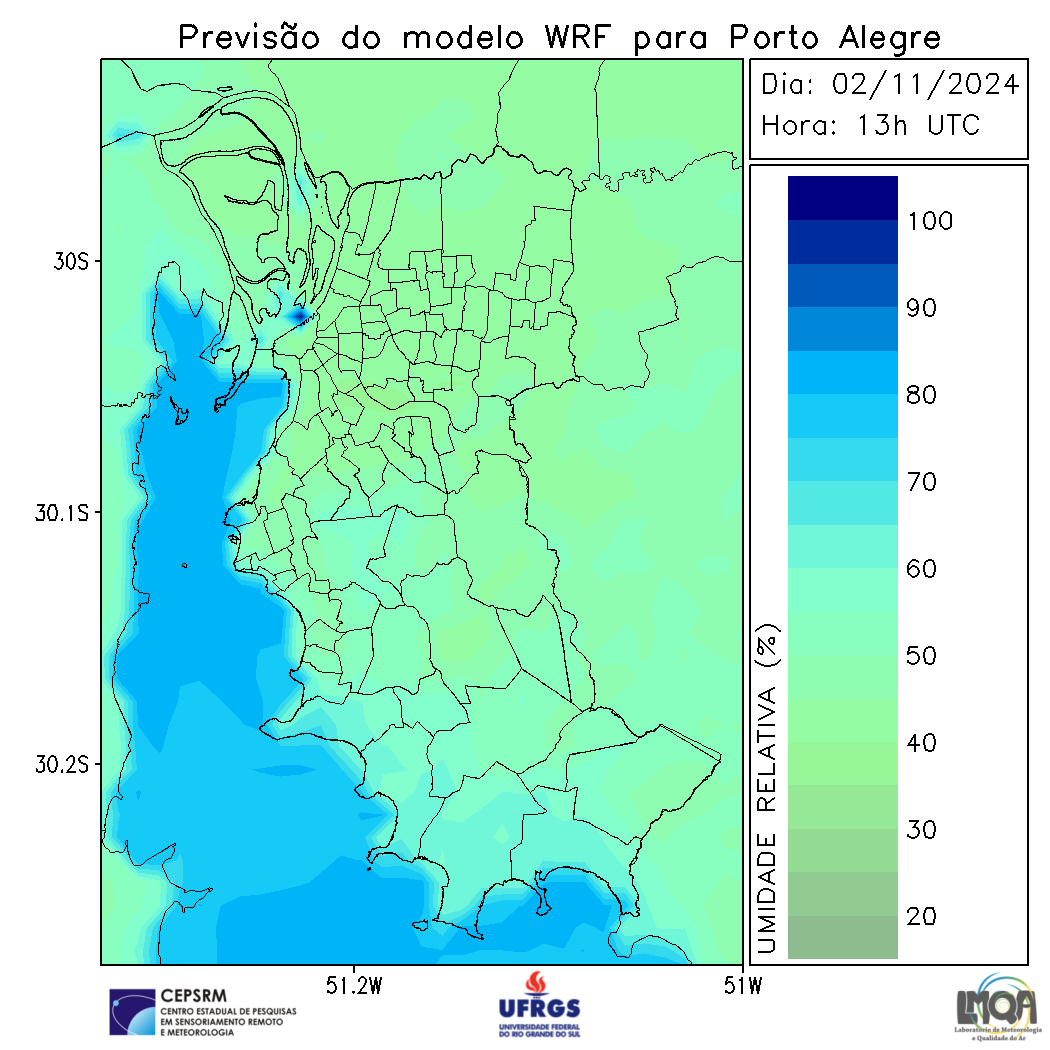 Previsão do modelo WRF para Porto Alegre
Dia: 02/11/2024
Hora: 13h UTC
100
90
80
70
60
50
40
30
20
UMIDADE RELATIVA (%)
30S
30.1S
30.2S
51.2W
51W
CEPSRM
CENTRO ESTADUAL DE PESQUISAS
EM SENSORIAMENTO REMOTO
E METEOROLOGIA
UFRGS
UNIVERSIDADE FEDERAL
DO RIO GRANDE DO SUL
LMQA
Laboratório de Meteorologia
e Qualidade do Ar